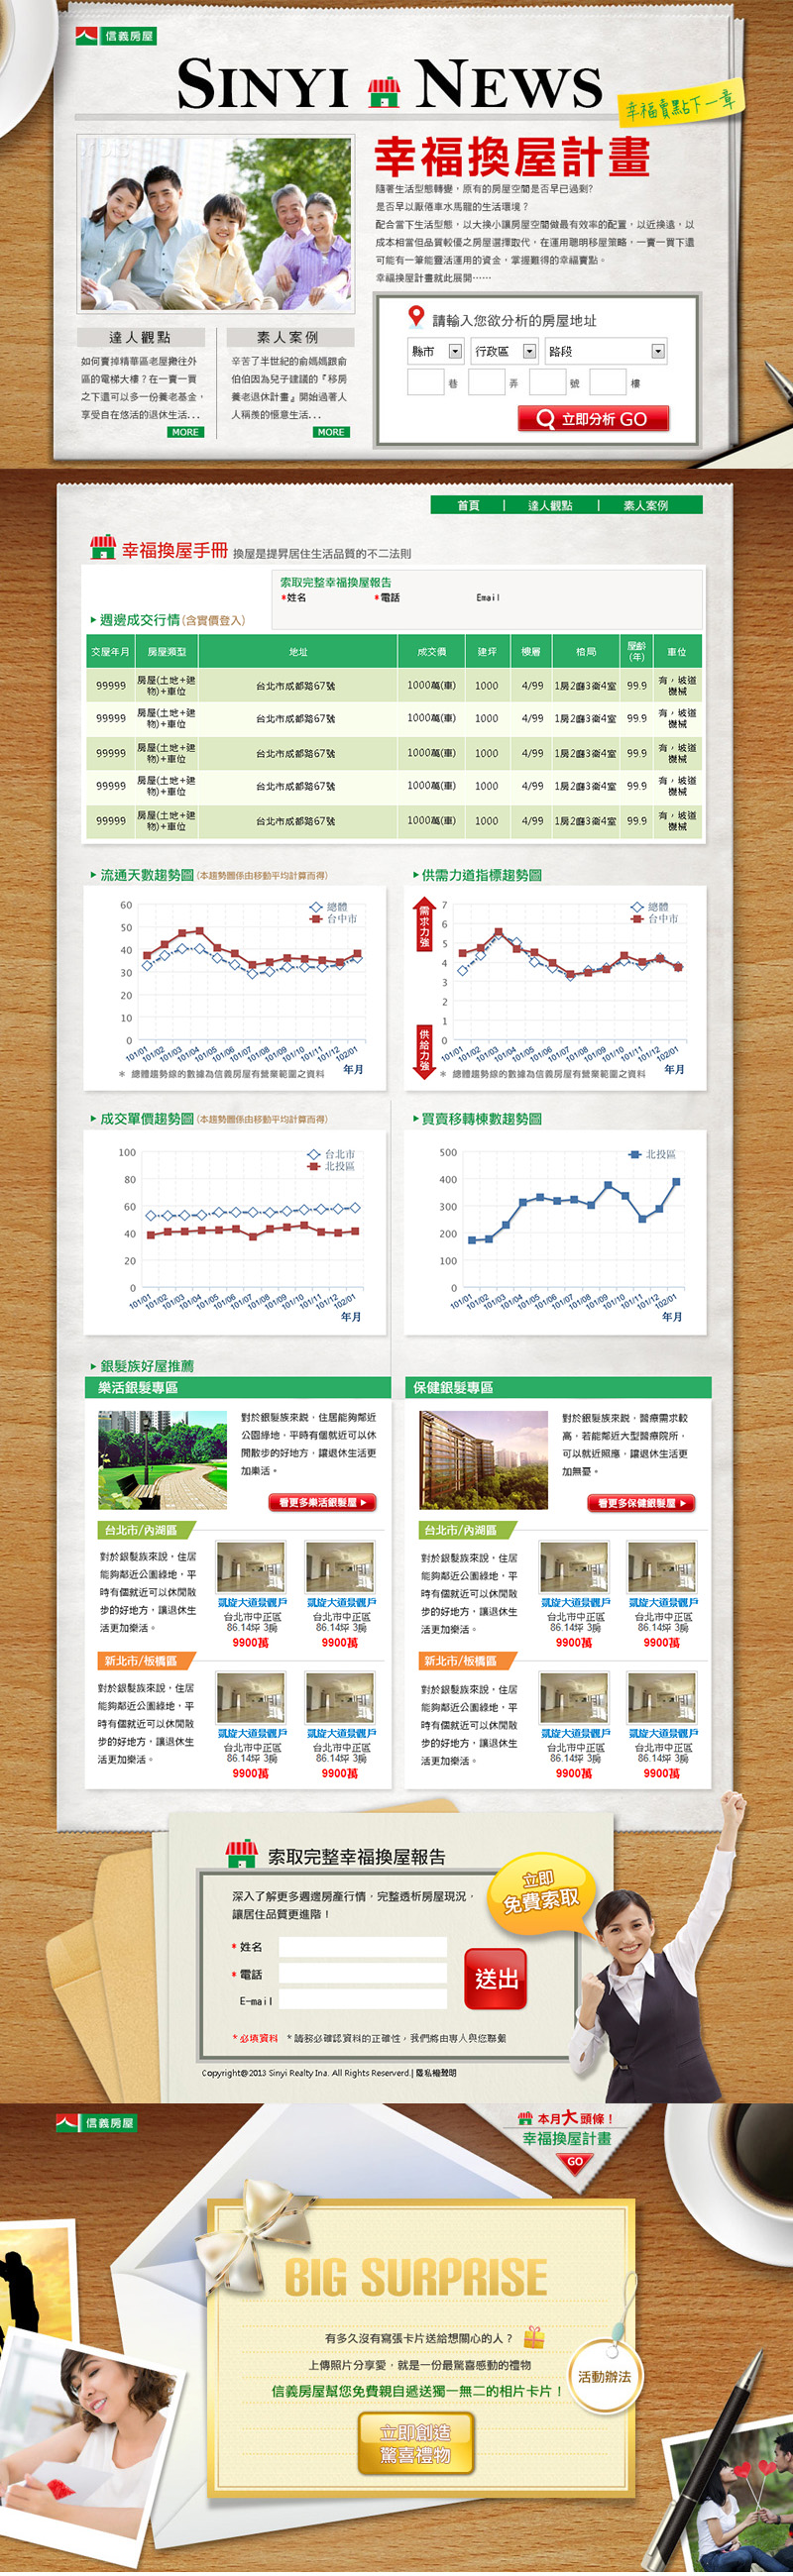 信義房屋
SINYI NEWS
幸福賣點下一章
幸福換屋計畫
隨著生活型態轉變，原有的房屋空間是否早已過剩?
是否早以厭倦車水馬龍的生活環境？
配合當下生活型態，以大換小讓房屋空間做最有效率的配置，以近換遠，以
成本相當但品質較優之房屋選擇取代，在運用聰明移屋策略，一賣一買下還
可能有一筆能靈活運用的資金，掌握難得的幸福賣點。
幸福換屋計畫就此展開⋯⋯
請輸入您欲分析的房屋地址
縣市 行政區 路段
巷 弄 號 樓
立即分析 GO
達人觀點
如何賣掉精華區老屋搬往外
區的電梯大樓？在一賣一買
之下還可以多一份養老基金，
享受自在悠活的退休生活...
MORE
素人案例
辛苦了半世紀的俞媽媽跟俞
伯伯因為兒子建議的『移房
養老退休計畫』開始過著人
人稱羨的愜意生活...
MORE
首頁 | 達人觀點 | 素人案例
幸福換屋手冊 換屋是提昇居住生活品質的不二法則
索取完整幸福換屋報告
*姓名 *電話 Email
週邊成交行情(含實價登入)
交屋年月 房屋類型 地址 成交價 建坪 樓層 格局 屋齡(年) 車位
99999 房屋(土地+建物)+車位 台北市成都路67號 1000萬(車) 1000 4/99 1房2廳3衛4室 99.9 有，坡道機械
99999 房屋(土地+建物)+車位 台北市成都路67號 1000萬(車) 1000 4/99 1房2廳3衛4室 99.9 有，坡道機械
99999 房屋(土地+建物)+車位 台北市成都路67號 1000萬(車) 1000 4/99 1房2廳3衛4室 99.9 有，坡道機械
99999 房屋(土地+建物)+車位 台北市成都路67號 1000萬(車) 1000 4/99 1房2廳3衛4室 99.9 有，坡道機械
99999 房屋(土地+建物)+車位 台北市成都路67號 1000萬(車) 1000 4/99 1房2廳3衛4室 99.9 有，坡道機械
流通天數趨勢圖(本趨勢圖係由移動平均計算而得)
總體
台中市
60
50
40
30
20
10
0
101/01 101/02 101/03 101/04 101/05 101/06 101/07 101/08 101/09 101/10 101/11 101/12 102/01
年月
＊ 總體趨勢線的數據為信義房屋有營業範圍之資料
供需力道指標趨勢圖
需求力強
供給力強
總體
台中市
7
6
5
4
3
2
1
0
101/01 101/02 101/03 101/04 101/05 101/06 101/07 101/08 101/09 101/10 101/11 101/12 102/01
年月
＊ 總體趨勢線的數據為信義房屋有營業範圍之資料
成交單價趨勢圖(本趨勢圖係由移動平均計算而得)
台北市
北投區
100
80
60
40
20
0
101/01 101/02 101/03 101/04 101/05 101/06 101/07 101/08 101/09 101/10 101/11 101/12 102/01
年月
買賣移轉棟數趨勢圖
北投區
500
400
300
200
100
0
101/01 101/02 101/03 101/04 101/05 101/06 101/07 101/08 101/09 101/10 101/11 101/12 102/01
年月
銀髮族好屋推薦
樂活銀髮專區
對於銀髮族來說，住居能夠鄰近
公園綠地，平時有個就近可以休
閒散步的好地方，讓退休生活更
加樂活。
看更多樂活銀髮屋
台北市/內湖區
對於銀髮族來說，住居
能夠鄰近公園綠地，平
時有個就近可以休閒散
步的好地方，讓退休生
活更加樂活。
凱旋大道景觀戶 凱旋大道景觀戶
台北市中正區 台北市中正區
86.14坪 3房 86.14坪 3房
9900萬 9900萬
新北市/板橋區
對於銀髮族來說，住居
能夠鄰近公園綠地，平
時有個就近可以休閒散
步的好地方，讓退休生
活更加樂活。
凱旋大道景觀戶 凱旋大道景觀戶
台北市中正區 台北市中正區
86.14坪 3房 86.14坪 3房
9900萬 9900萬
保健銀髮專區
對於銀髮族來說，醫療需求較
高，若能鄰近大型醫療院所，
可以就近照應，讓退休生活更
加無憂。
看更多保健銀髮屋
台北市/內湖區
對於銀髮族來說，住居
能夠鄰近公園綠地，平
時有個就近可以休閒散
步的好地方，讓退休生
活更加樂活。
凱旋大道景觀戶 凱旋大道景觀戶
台北市中正區 台北市中正區
86.14坪 3房 86.14坪 3房
9900萬 9900萬
新北市/板橋區
對於銀髮族來說，住居
能夠鄰近公園綠地，平
時有個就近可以休閒散
步的好地方，讓退休生
活更加樂活。
凱旋大道景觀戶 凱旋大道景觀戶
台北市中正區 台北市中正區
86.14坪 3房 86.14坪 3房
9900萬 9900萬
索取完整幸福換屋報告
深入了解更多週邊房產行情，完整透析房屋現況，
讓居住品質更進階！
立即
免費索取
* 姓名
* 電話
E-mail
送出
*必填資料 *請務必確認資料的正確性，我們將由專人與您聯繫
Copyright@2013 Sinyi Realty Ina. All Rights Reserverd.| 隱私權聲明
信義房屋
本月大頭條！
幸福換屋計畫
GO
BIG SURPRISE
有多久沒有寫張卡片送給想關心的人？
上傳照片分享愛，就是一份最驚喜感動的禮物
信義房屋幫您免費親自遞送獨一無二的相片卡片！
活動辦法
立即創造
驚喜禮物